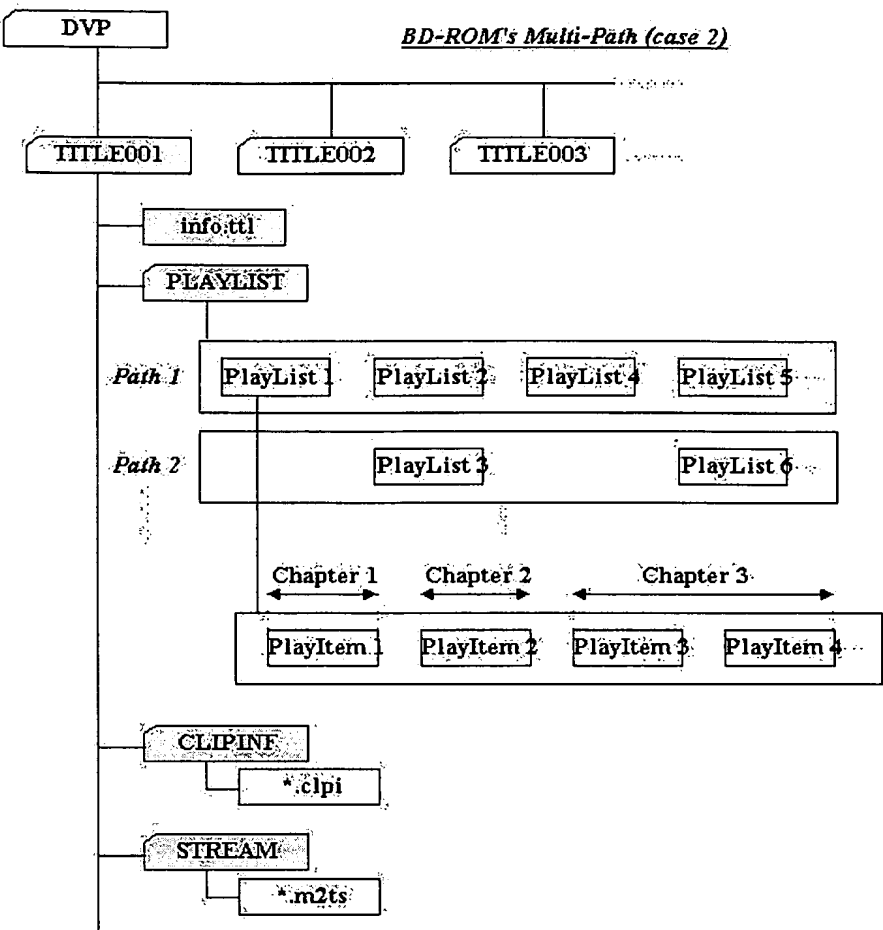 DVP
BD-ROM's Multi-Path (case 2)
TITLE001
TITLE002
TITLE003
info.ttl
PLAYLIST
Path 1
PlayList 1
PlayList 2
PlayList 4
PlayList 5
Path 2
PlayList 3
PlayList 6
Chapter 1
Chapter 2
Chapter 3
PlayItem 1
PlayItem 2
PlayItem 3
PlayItem 4
CLIPINF
*.clpi
STREAM
*.m2ts